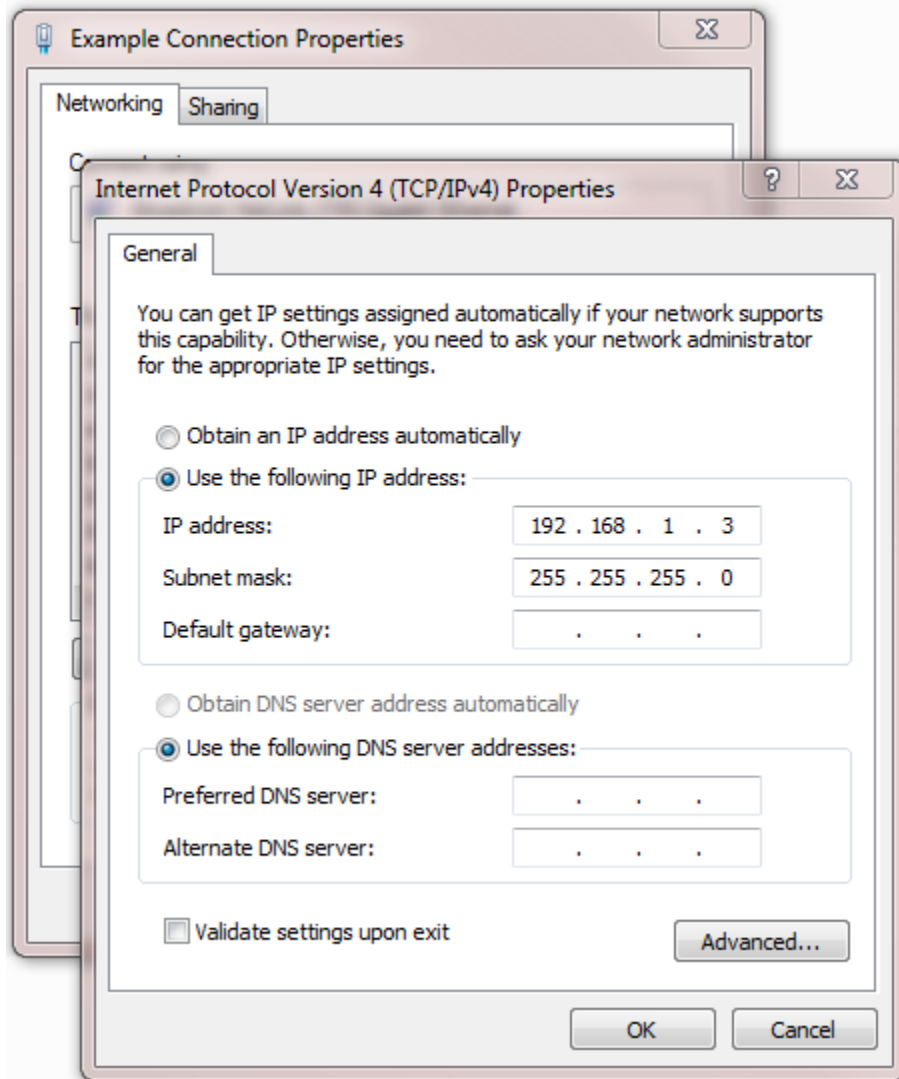 Example Connection Properties
Networking
Sharing
Internet Protocol Version 4 (TCP/IPv4) Properties
General
You can get IP settings assigned automatically if your network supports
this capability. Otherwise, you need to ask your network administrator
for the appropriate IP settings.
Obtain an IP address automatically
Use the following IP address:
IP address: 192 . 168 . 1 . 3
Subnet mask: 255 . 255 . 255 . 0
Default gateway: . . .
Obtain DNS server address automatically
Use the following DNS server addresses:
Preferred DNS server: . . .
Alternate DNS server: . . .
Validate settings upon exit
Advanced...
OK Cancel